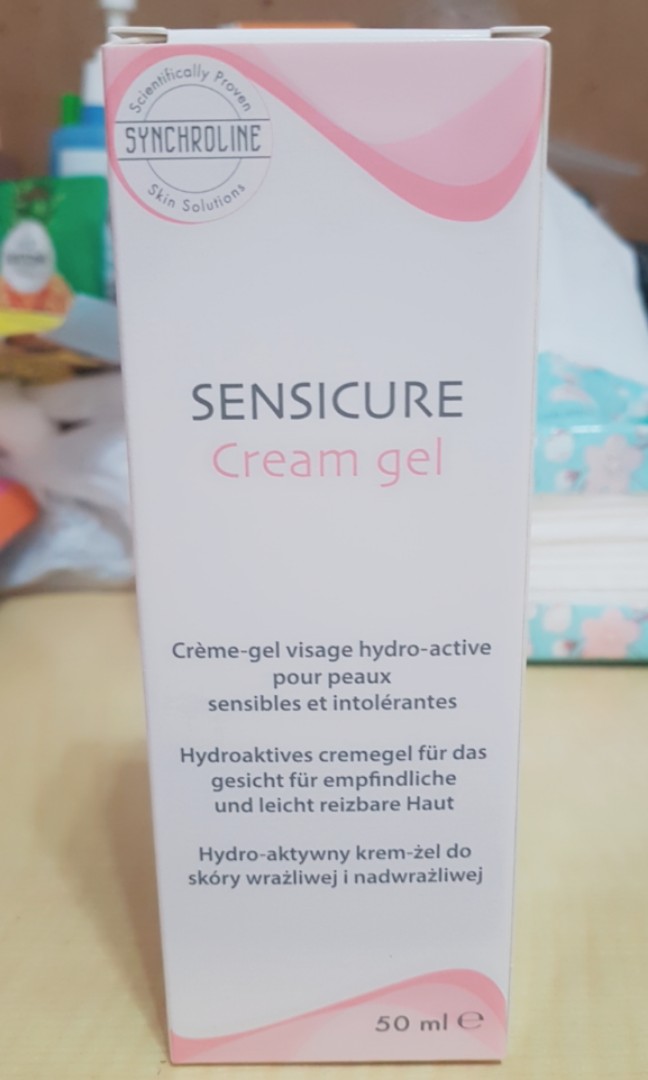 Scientifically Proven
SYNCHROLINE
Skin Solutions
SENSICURE
Cream gel
Crème-gel visage hydro-active
pour peaux
sensibles et intolérantes
Hydroaktives cremegel für das
gesicht für empfindliche
und leicht reizbare Haut
Hydro-aktywny krem-żel do
skóry wrażliwej i nadwrażliwej
50 ml ℮